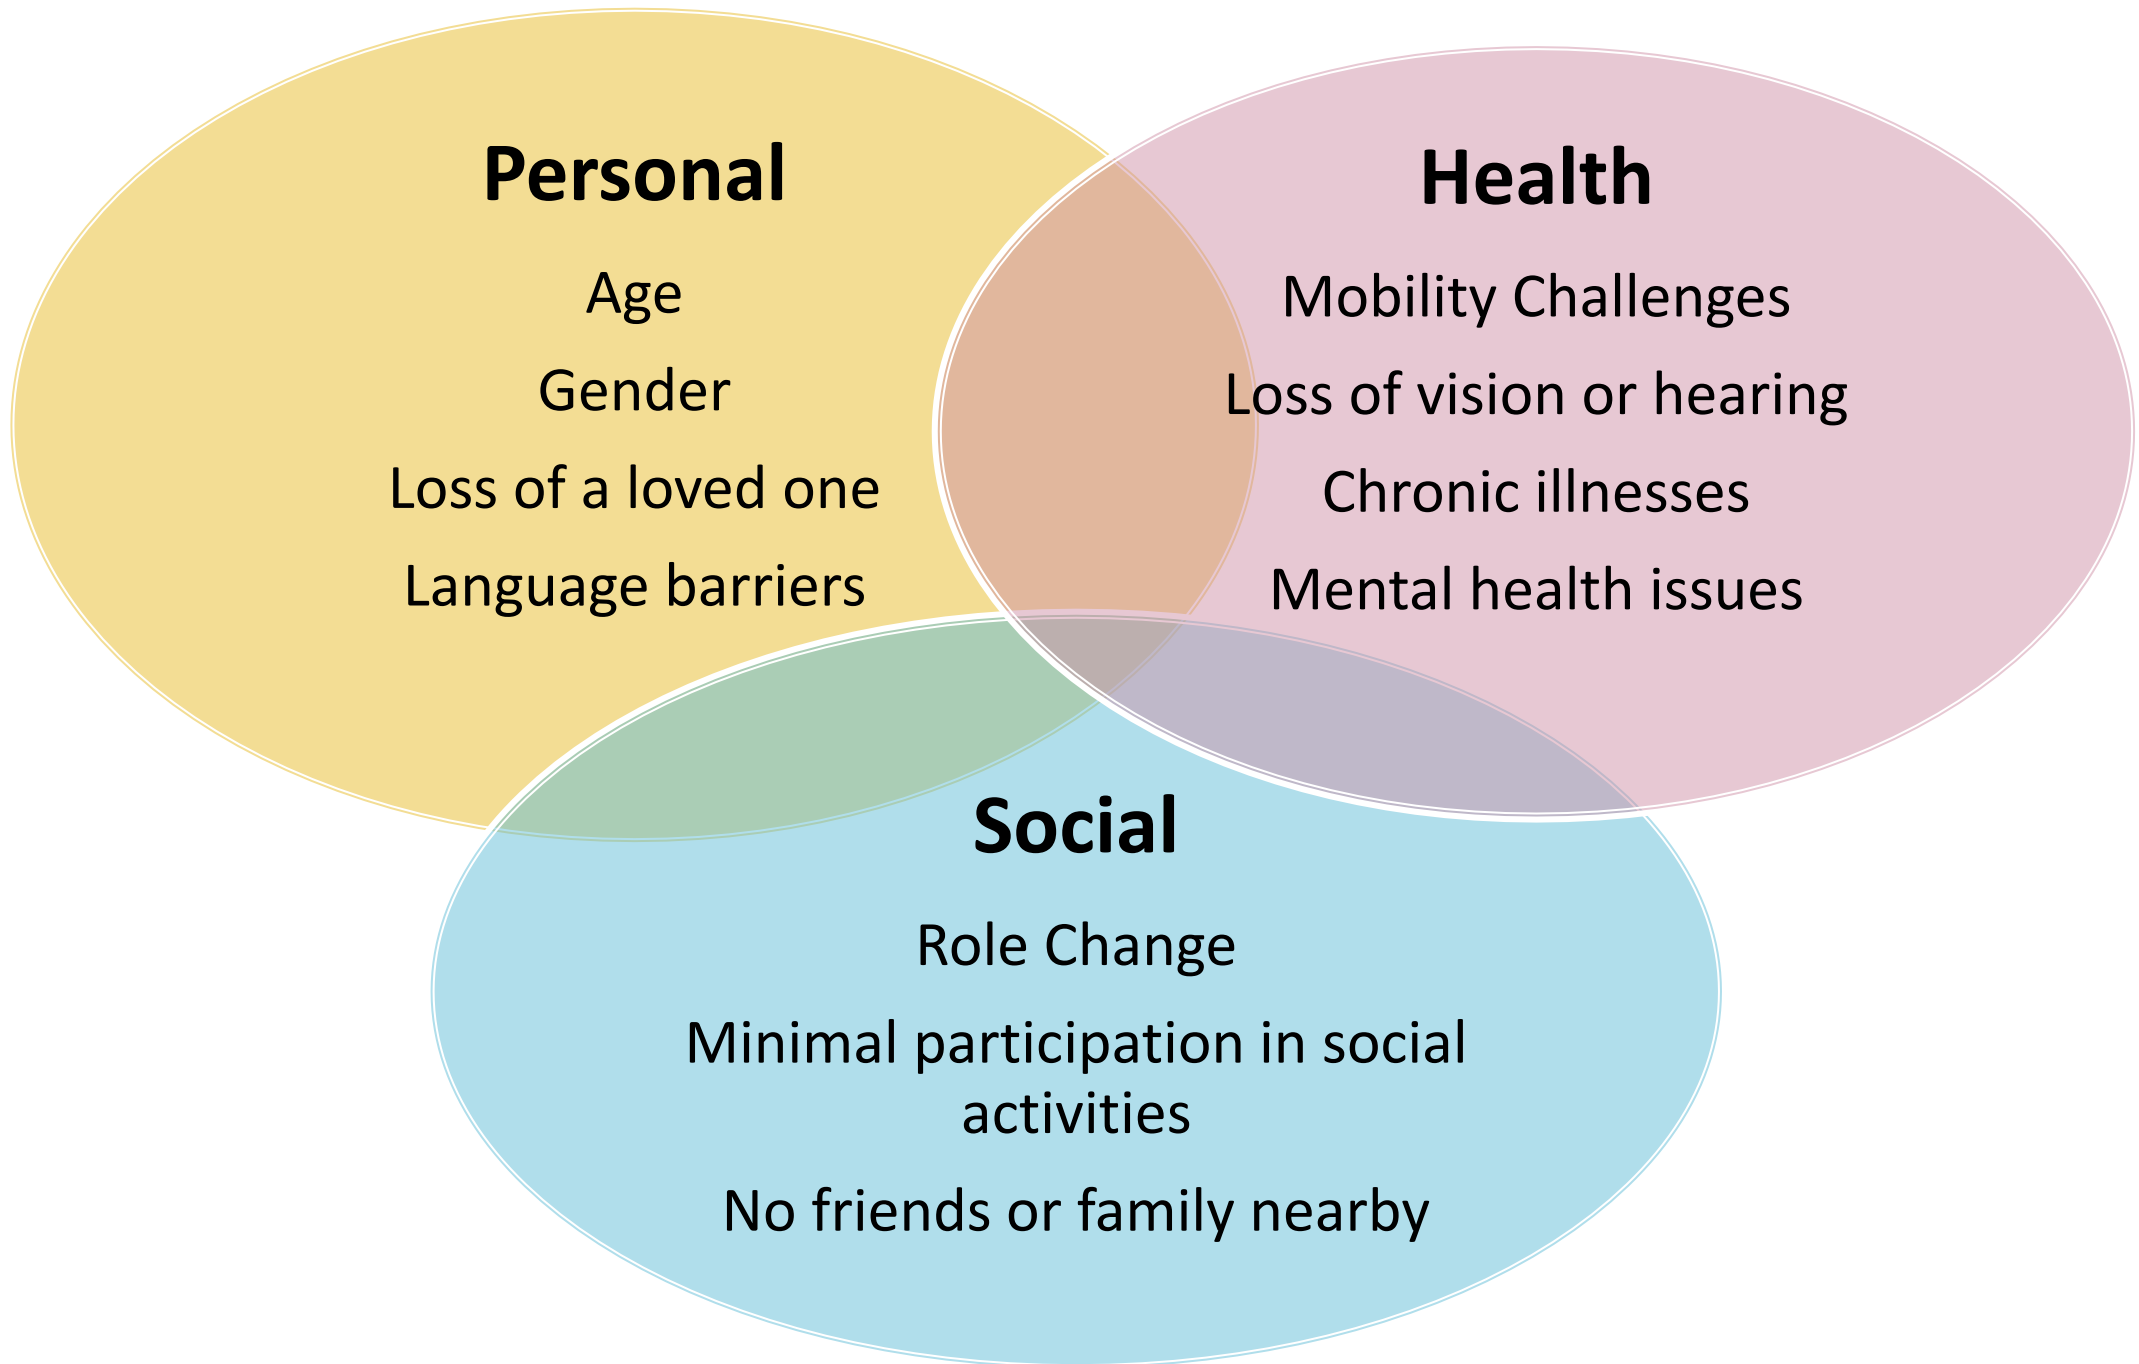 Personal
Age
Gender
Loss of a loved one
Language barriers
Health
Mobility Challenges
Loss of vision or hearing
Chronic illnesses
Mental health issues
Social
Role Change
Minimal participation in social
activities
No friends or family nearby